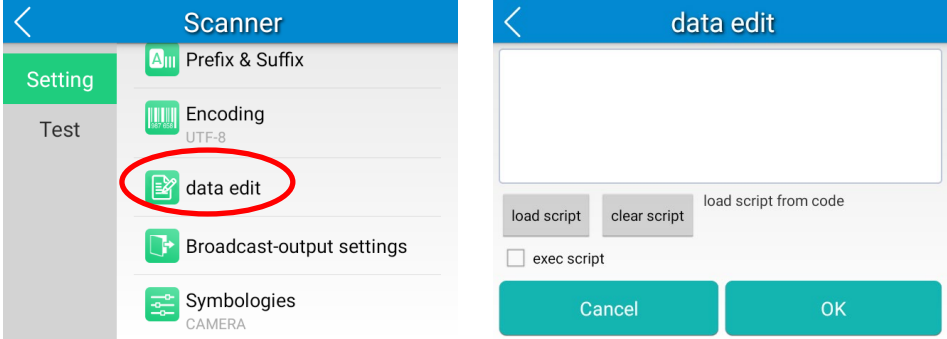 Scanner
Setting
Test
Prefix & Suffix
Encoding
UTF-8
data edit
Broadcast-output settings
Symbologies
CAMERA
data edit
load script
clear script
load script from code
exec script
Cancel
OK